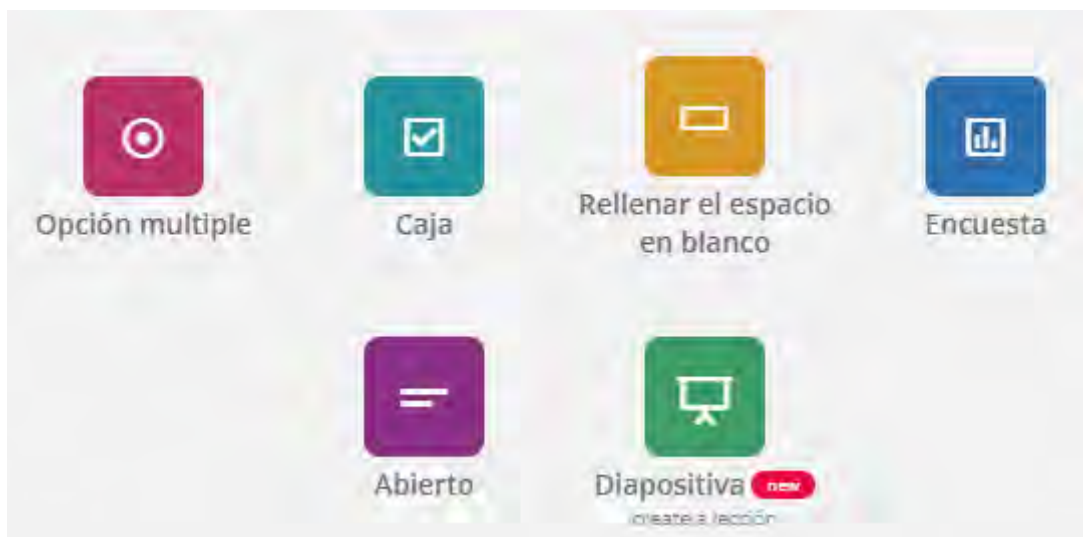 Opción multiple
Caja
Rellenar el espacio
en blanco
Encuesta
Abierto
Diapositiva new
create a lección